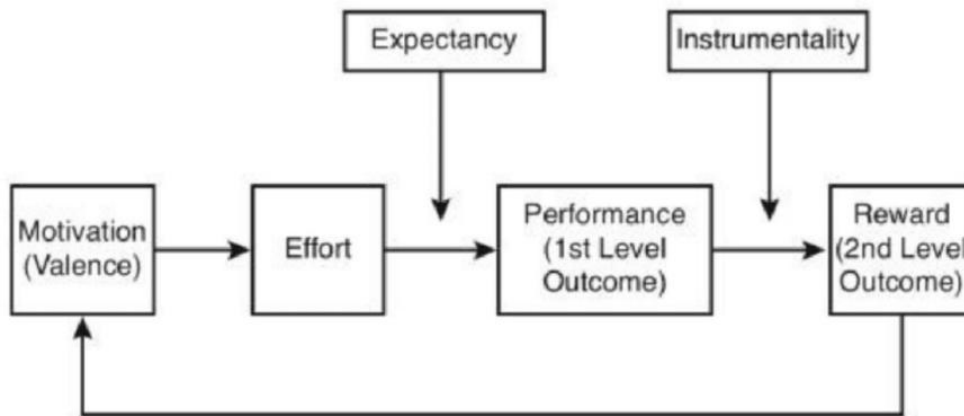 Expectancy
Instrumentality
Motivation
(Valence)
Effort
Performance
(1st Level
Outcome)
Reward
(2nd Level
Outcome)